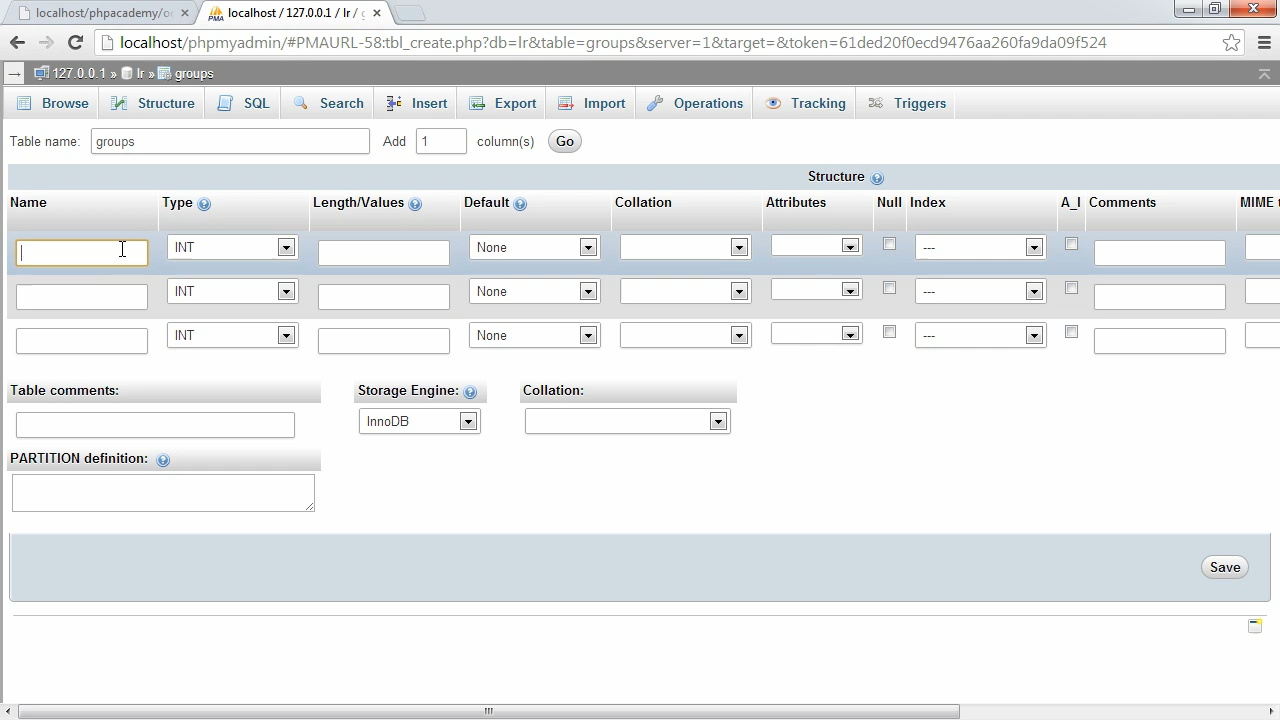 localhost/phpacademy/o
localhost / 127.0.0.1 / lr /
localhost/phpmyadmin/#PMAURL-58:tbl_create.php?db=lr&table=groups&server=1&target=&token=61ded20f0ecd9476aa260fa9da09f524
127.0.0.1 » lr » groups
Browse Structure SQL Search Insert Export Import Operations Tracking Triggers
Table name: groups Add 1 column(s) Go
Structure
Name Type Length/Values Default Collation Attributes Null Index A_I Comments MIME
INT None ---
INT None ---
INT None ---
Table comments: Storage Engine: Collation:
InnoDB
PARTITION definition:
Save